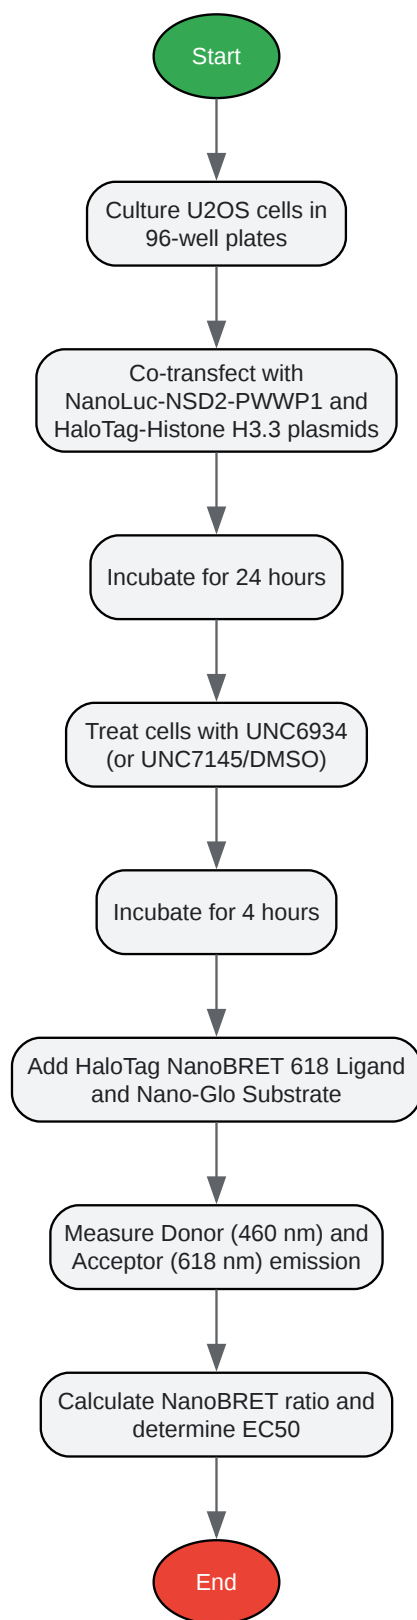 Start
Culture U2OS cells in
96-well plates
Co-transfect with
NanoLuc-NSD2-PWWP1 and
HaloTag-Histone H3.3 plasmids
Incubate for 24 hours
Treat cells with UNC6934
(or UNC7145/DMSO)
Incubate for 4 hours
Add HaloTag NanoBRET 618 Ligand
and Nano-Glo Substrate
Measure Donor (460 nm) and
Acceptor (618 nm) emission
Calculate NanoBRET ratio and
determine EC50
End